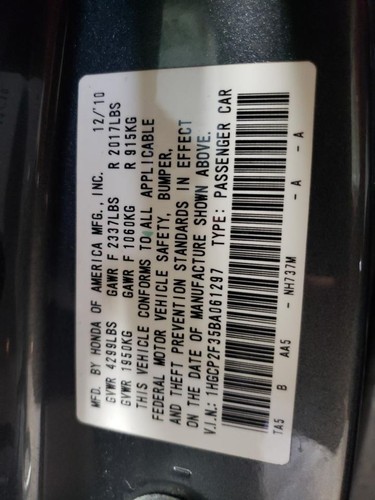 MFD. BY HONDA OF AMERICA MFG., INC. 12/'10
GVWR 4299LBS GAWR F 2337LBS R 2017LBS
GVWR 1950KG GAWR F 1060KG R 915KG
THIS VEHICLE CONFORMS TO ALL APPLICABLE
FEDERAL MOTOR VEHICLE SAFETY, BUMPER,
AND THEFT PREVENTION STANDARDS IN EFFECT
ON THE DATE OF MANUFACTURE SHOWN ABOVE.
V.I.N.: 1HGCP2F35BA061297 TYPE: PASSENGER CAR
TA5 B AA5 - NH737M - A - A